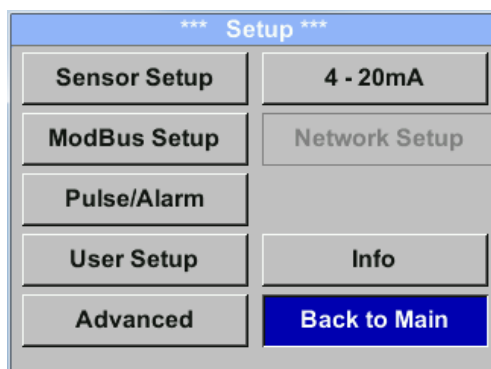 *** Setup ***
Sensor Setup
4 - 20mA
ModBus Setup
Network Setup
Pulse/Alarm
User Setup
Info
Advanced
Back to Main